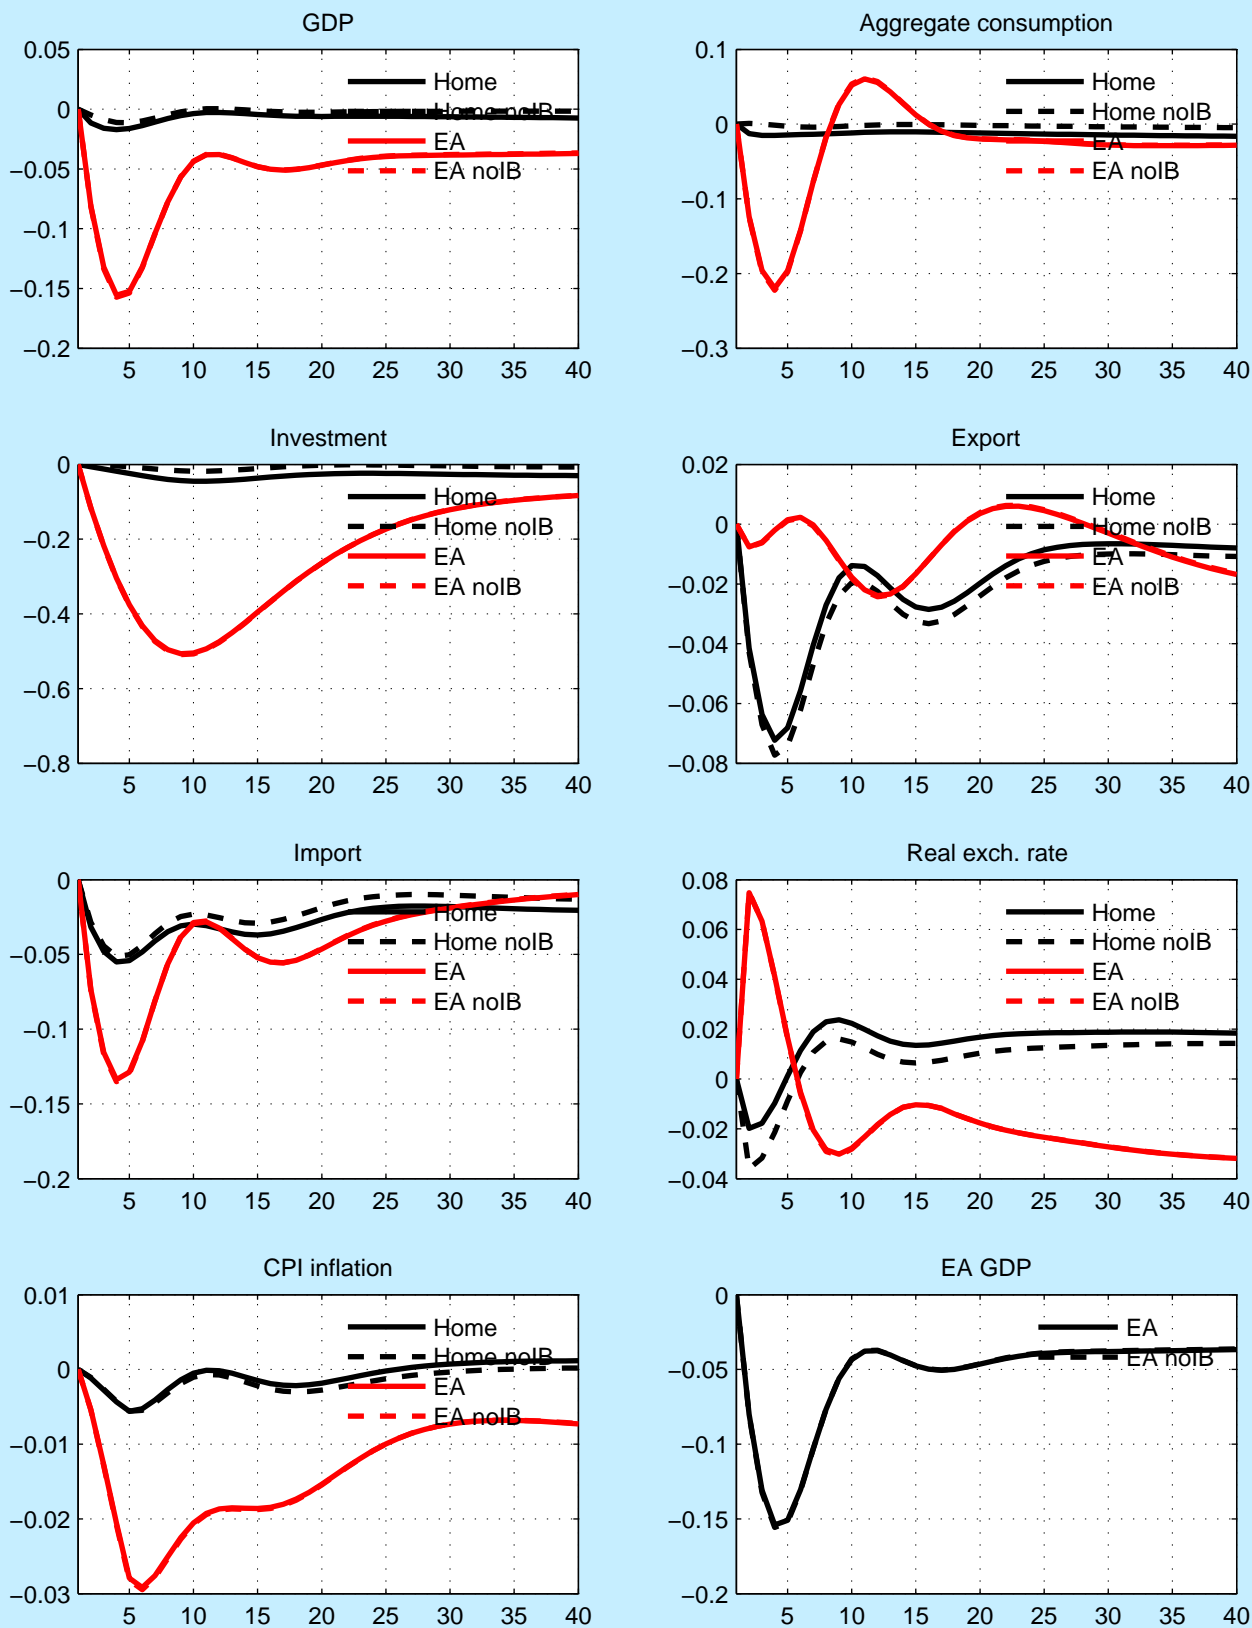 GDP
0.05
0
−0.05
−0.1
−0.15
−0.2
5 10 15 20 25 30 35 40
Home
Home noIB
EA
EA noIB
Aggregate consumption
0.1
0
−0.1
−0.2
−0.3
5 10 15 20 25 30 35 40
Home
Home noIB
EA
EA noIB
Investment
0
−0.2
−0.4
−0.6
−0.8
5 10 15 20 25 30 35 40
Home
Home noIB
EA
EA noIB
Export
0.02
0
−0.02
−0.04
−0.06
−0.08
5 10 15 20 25 30 35 40
Home
Home noIB
EA
EA noIB
Import
0
−0.05
−0.1
−0.15
−0.2
5 10 15 20 25 30 35 40
Home
Home noIB
EA
EA noIB
Real exch. rate
0.08
0.06
0.04
0.02
0
−0.02
−0.04
5 10 15 20 25 30 35 40
Home
Home noIB
EA
EA noIB
CPI inflation
0.01
0
−0.01
−0.02
−0.03
5 10 15 20 25 30 35 40
Home
Home noIB
EA
EA noIB
EA GDP
0
−0.05
−0.1
−0.15
−0.2
5 10 15 20 25 30 35 40
EA
EA noIB